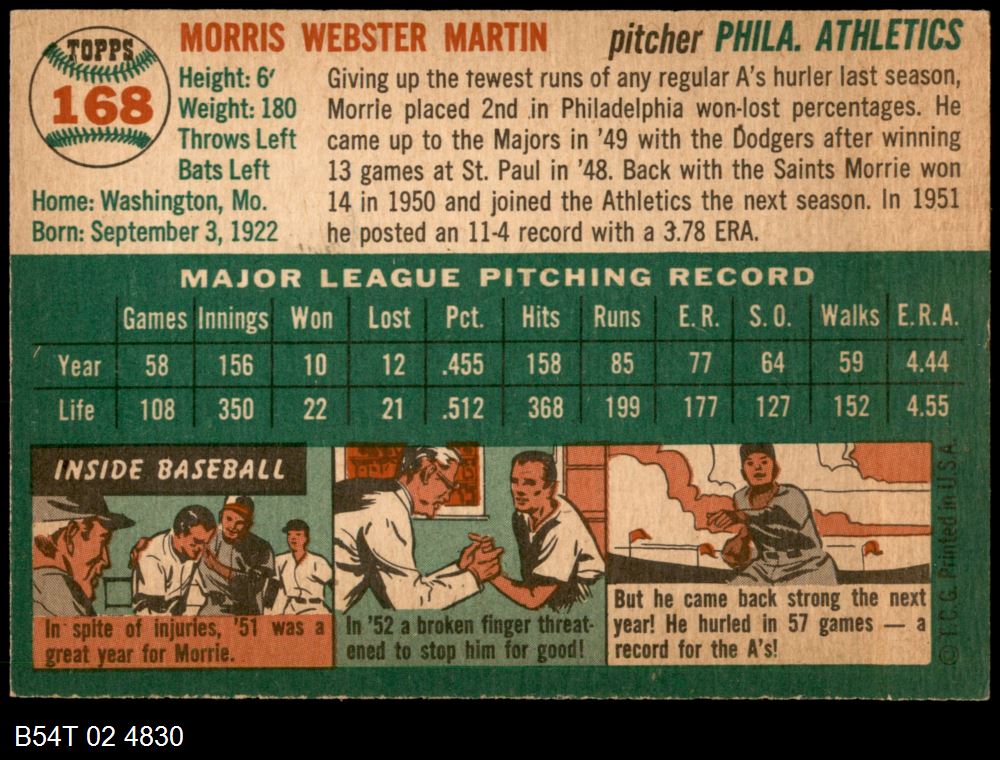 TOPPS
168
MORRIS WEBSTER MARTIN pitcher PHILA. ATHLETICS
Height: 6'
Weight: 180
Throws Left
Bats Left
Home: Washington, Mo.
Born: September 3, 1922
Giving up the fewest runs of any regular A's hurler last season,
Morrie placed 2nd in Philadelphia won-lost percentages. He
came up to the Majors in '49 with the Dodgers after winning
13 games at St. Paul in '48. Back with the Saints Morrie won
14 in 1950 and joined the Athletics the next season. In 1951
he posted an 11-4 record with a 3.78 ERA.
MAJOR LEAGUE PITCHING RECORD
Games Innings Won Lost Pct. Hits Runs E. R. S. O. Walks E. R. A.
Year 58 156 10 12 .455 158 85 77 64 59 4.44
Life 108 350 22 21 .512 368 199 177 127 152 4.55
INSIDE BASEBALL
In spite of injuries, '51 was a
great year for Morrie.
In '52 a broken finger threat-
ened to stop him for good!
But he came back strong the next
year! He hurled in 57 games — a
record for the A's!
© T. C. G. Printed in U.S.A.
B54T 02 4830